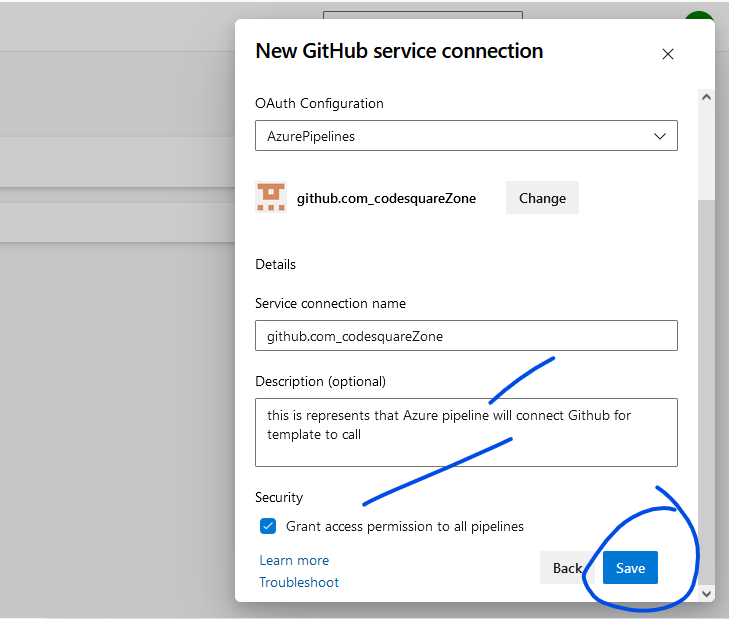 New GitHub service connection
OAuth Configuration
AzurePipelines
github.com_codesquareZone
Change
Details
Service connection name
github.com_codesquareZone
Description (optional)
this is represents that Azure pipeline will connect Github for
template to call
Security
Grant access permission to all pipelines
Learn more
Troubleshoot
Back
Save